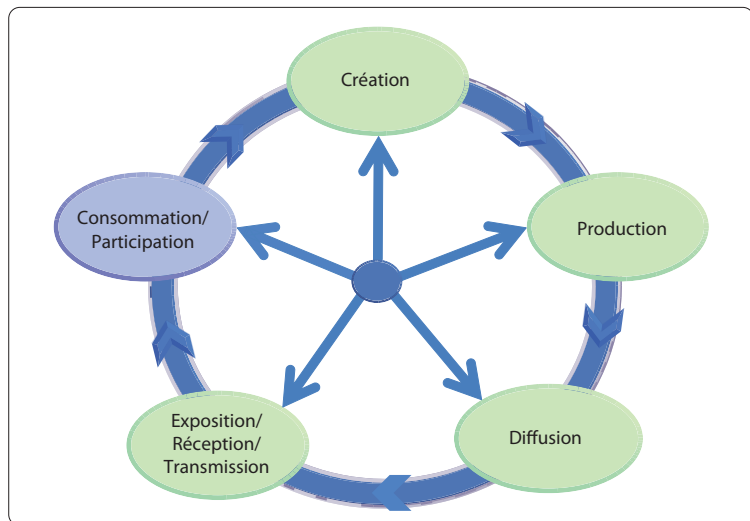 Création
Production
Diffusion
Exposition/
Réception/
Transmission
Consommation/
Participation